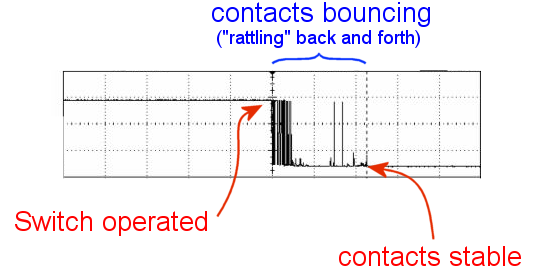 contacts bouncing
("rattling" back and forth)
Switch operated
contacts stable